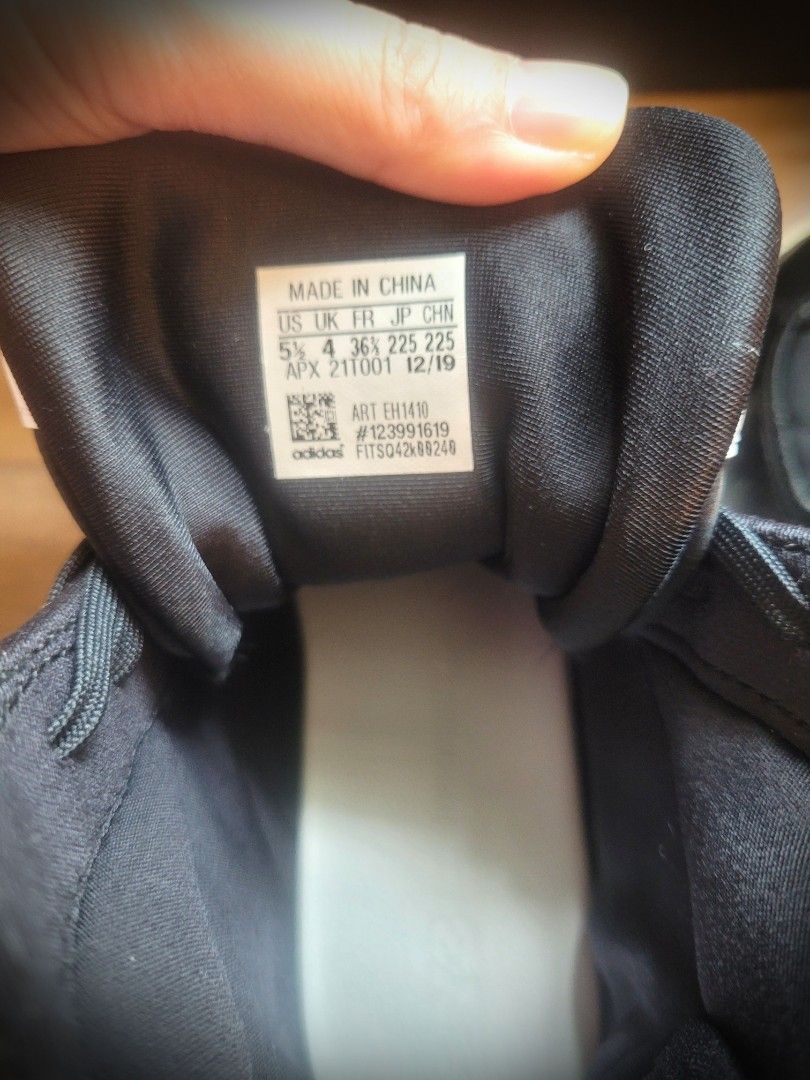 MADE IN CHINA
US UK FR JP CHN
5½ 4 36⅔ 225 225
APX 21T001 12/19
ART EH1410
#123991619
adidas FITSQ42k00240